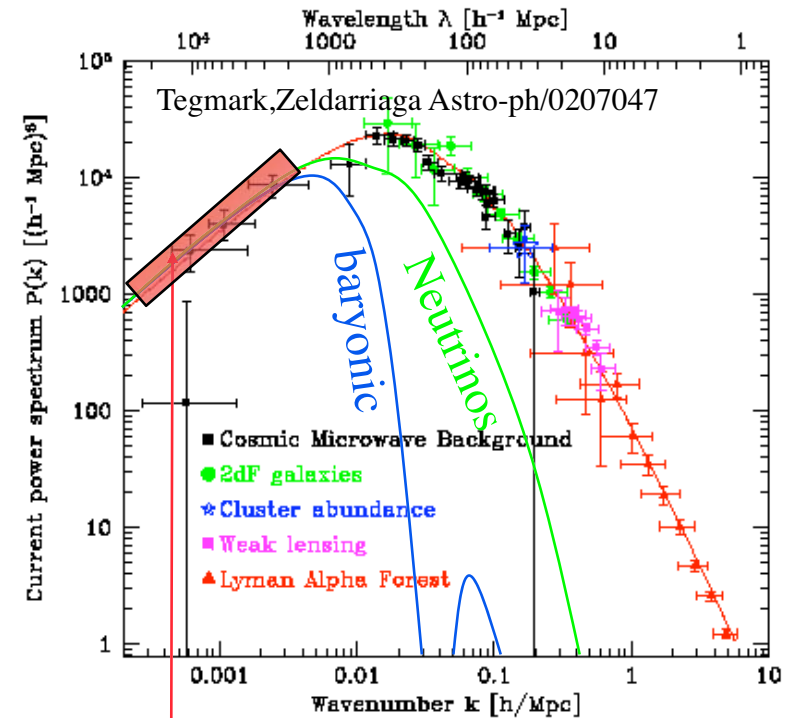 Wavelength λ [h⁻¹ Mpc]
10⁴ 1000 100 10 1
Tegmark,Zeldarriaga Astro-ph/0207047
Current power spectrum P(k) [(h⁻¹ Mpc)³]
10⁵
10⁴
1000
100
10
1
baryonic
Neutrinos
Cosmic Microwave Background
2dF galaxies
Cluster abundance
Weak lensing
Lyman Alpha Forest
0.001 0.01 0.1 1 10
Wavenumber k [h/Mpc]